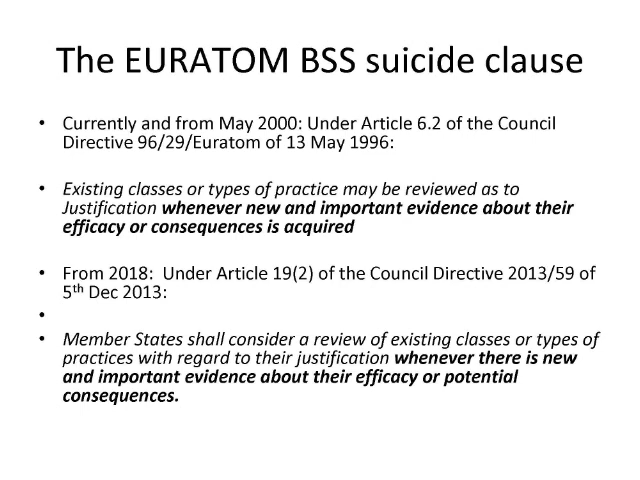 The EURATOM BSS suicide clause
• Currently and from May 2000: Under Article 6.2 of the Council
Directive 96/29/Euratom of 13 May 1996:
• Existing classes or types of practice may be reviewed as to
Justification whenever new and important evidence about their
efficacy or consequences is acquired
• From 2018:  Under Article 19(2) of the Council Directive 2013/59 of
5th Dec 2013:
•
• Member States shall consider a review of existing classes or types of
practices with regard to their justification whenever there is new
and important evidence about their efficacy or potential
consequences.